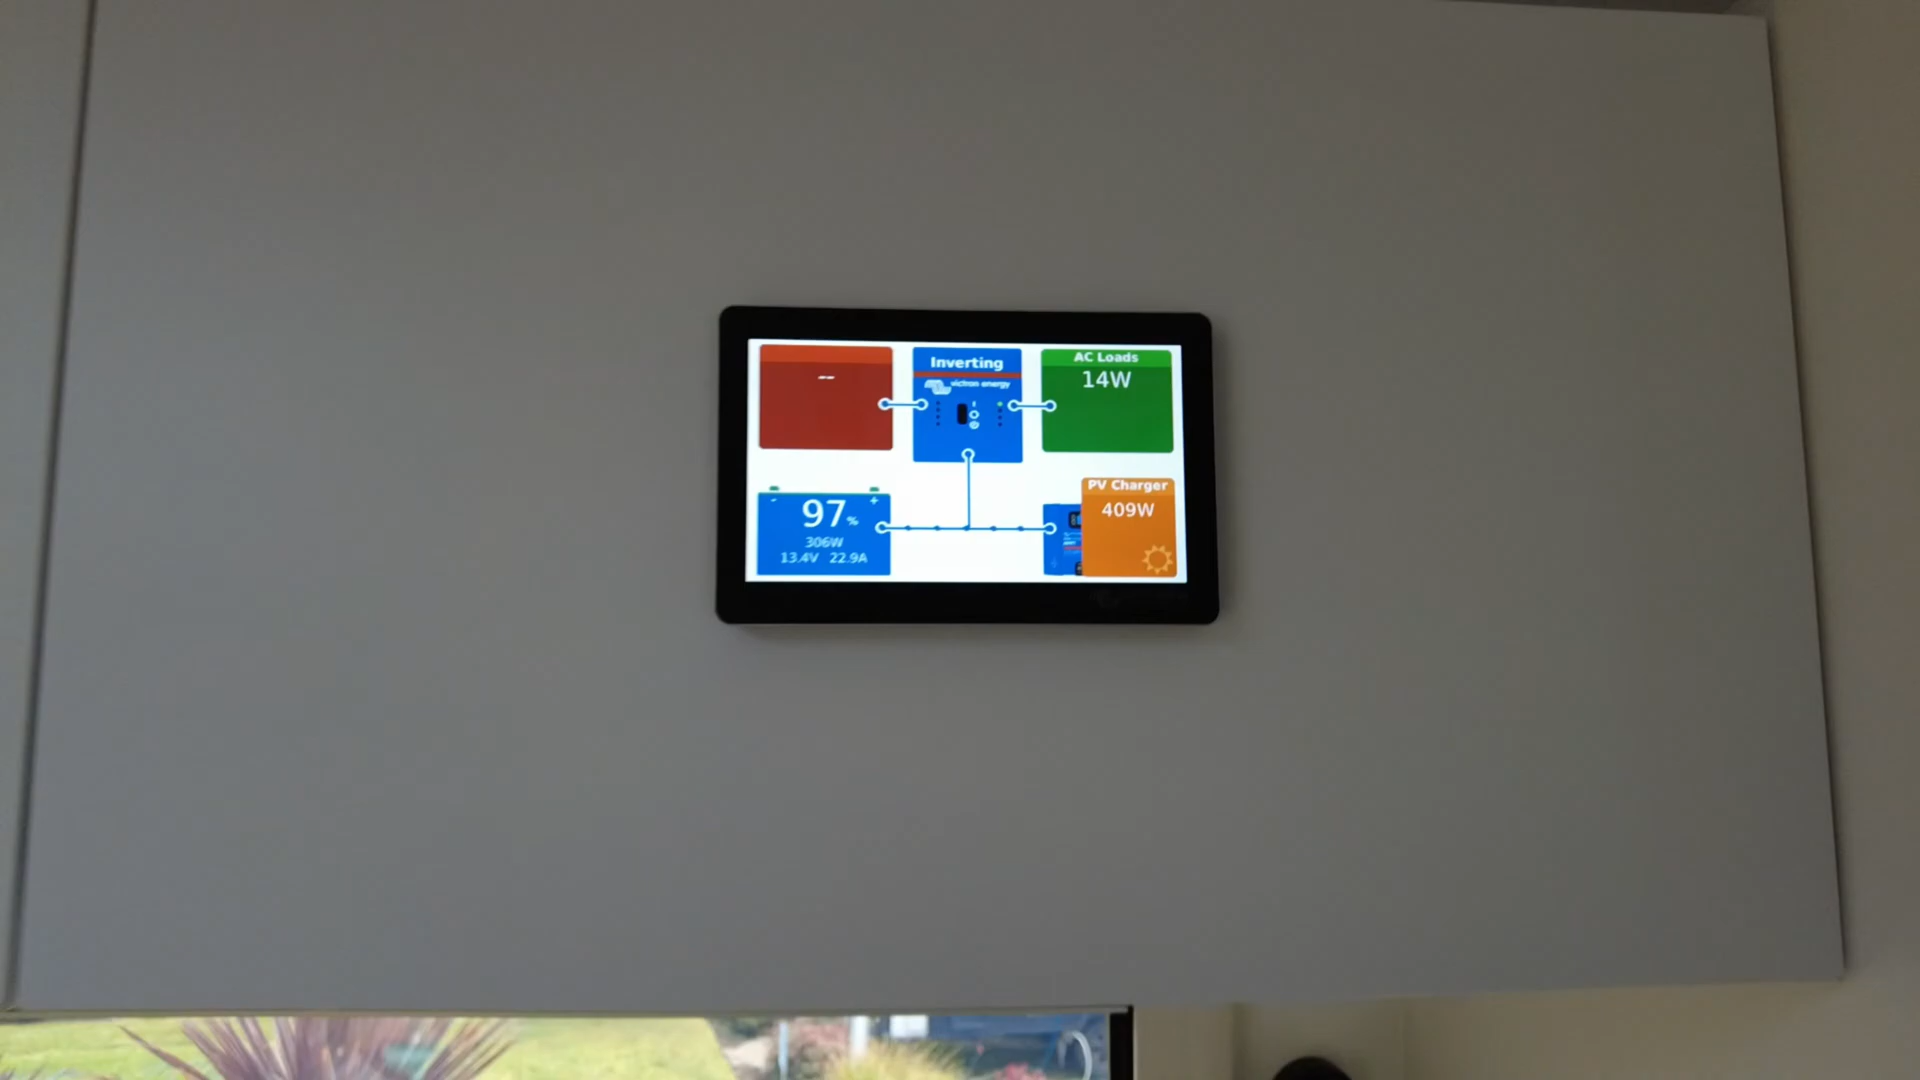 --
Inverting
victron energy
AC Loads
14W
97%
306W
13.4V 22.9A
PV Charger
409W